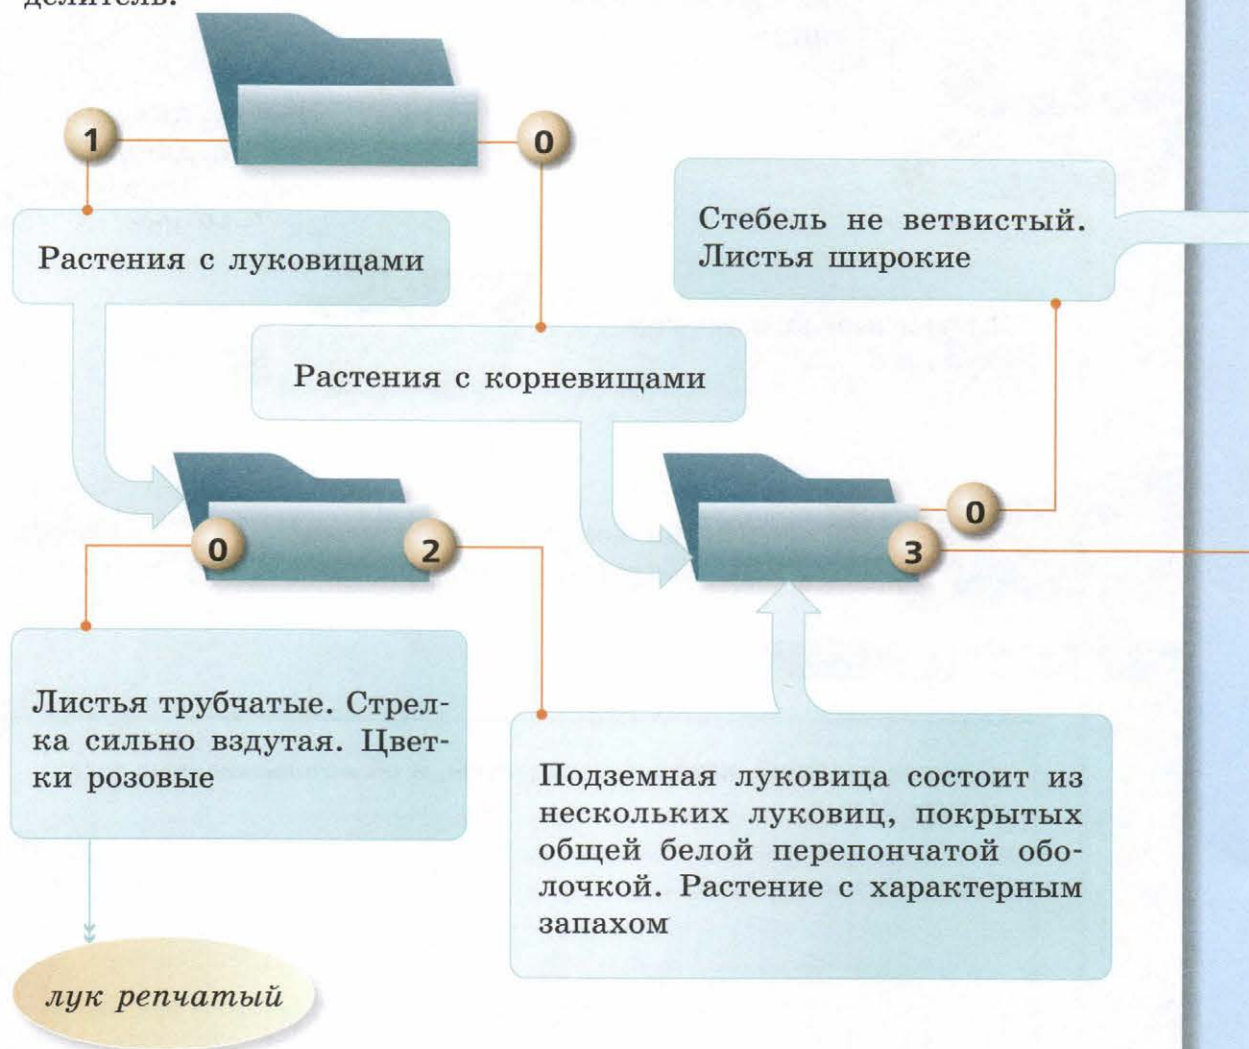 делитель.
1
0
Стебель не ветвистый.
Листья широкие
Растения с луковицами
Растения с корневищами
0
0
2
3
Листья трубчатые. Стрел-
ка сильно вздутая. Цвет-
ки розовые
Подземная луковица состоит из
нескольких луковиц, покрытых
общей белой перепончатой обо-
лочкой. Растение с характерным
запахом
лук репчатый